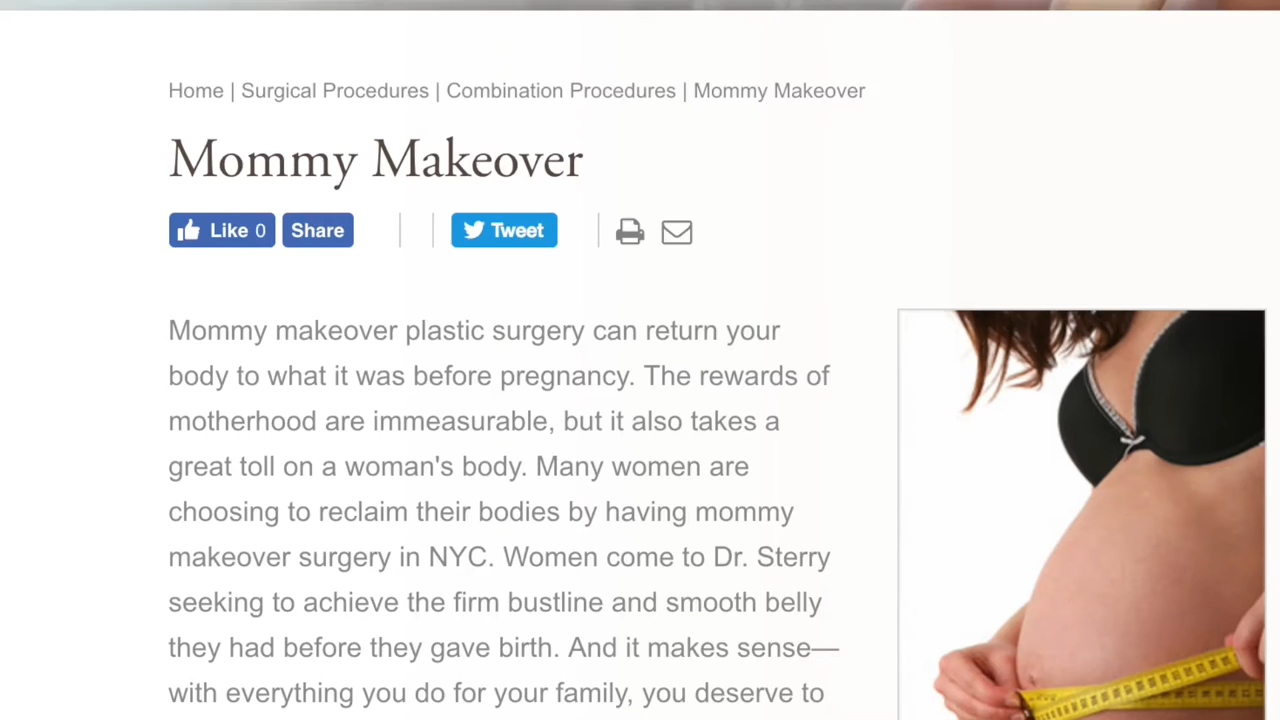 Home | Surgical Procedures | Combination Procedures | Mommy Makeover
Mommy Makeover
Like 0 Share Tweet
Mommy makeover plastic surgery can return your
body to what it was before pregnancy. The rewards of
motherhood are immeasurable, but it also takes a
great toll on a woman's body. Many women are
choosing to reclaim their bodies by having mommy
makeover surgery in NYC. Women come to Dr. Sterry
seeking to achieve the firm bustline and smooth belly
they had before they gave birth. And it makes sense—
with everything you do for your family, you deserve to